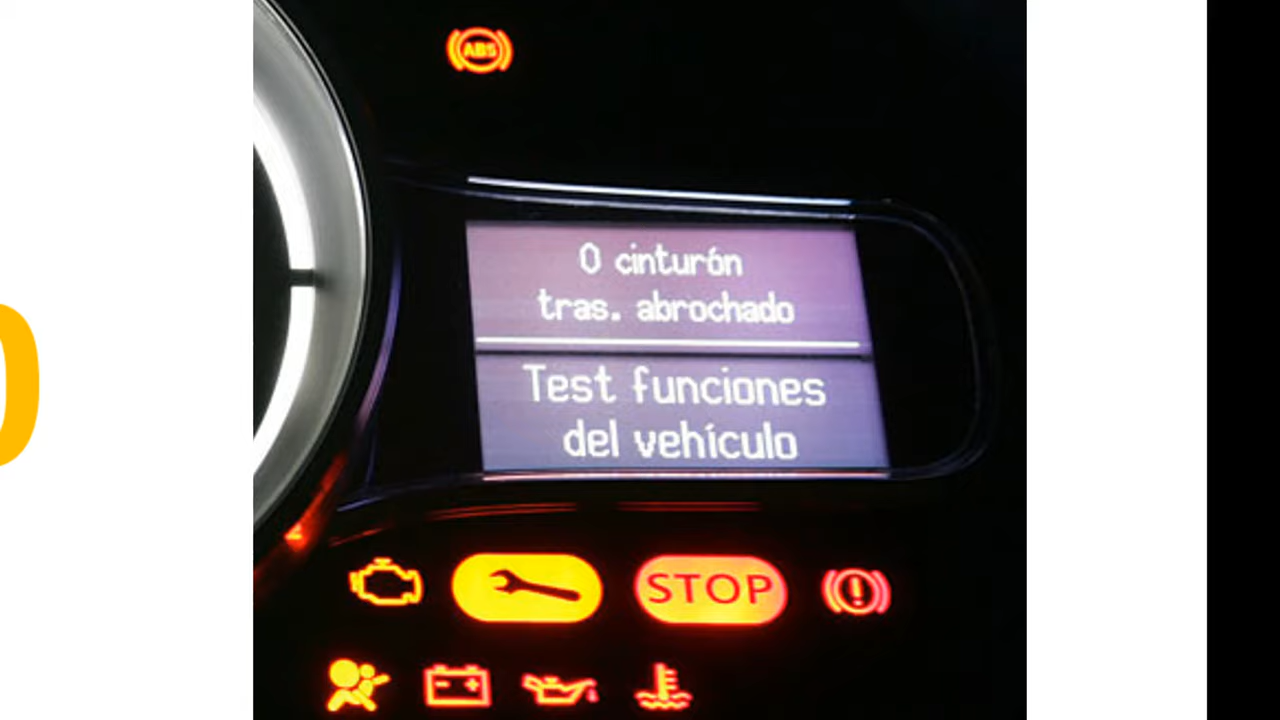 ABS
0 cinturón
tras. abrochado
Test funciones
del vehículo
STOP